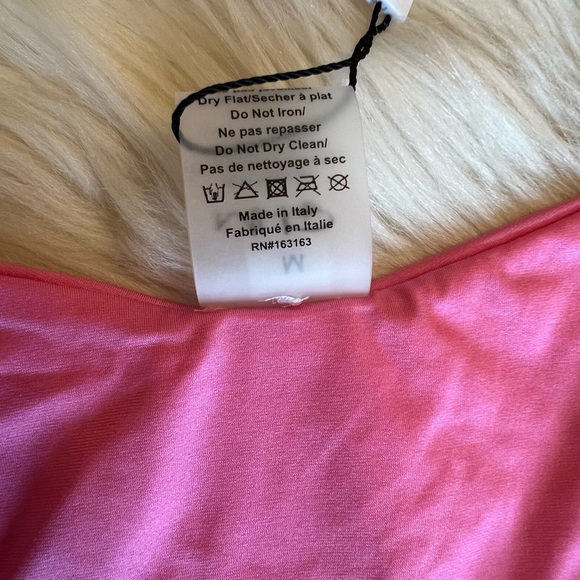 Dry Flat/Secher à plat
Do Not Iron/
Ne pas repasser
Do Not Dry Clean/
Pas de nettoyage à sec
Made in Italy
Fabriqué en Italie
RN#163163
M